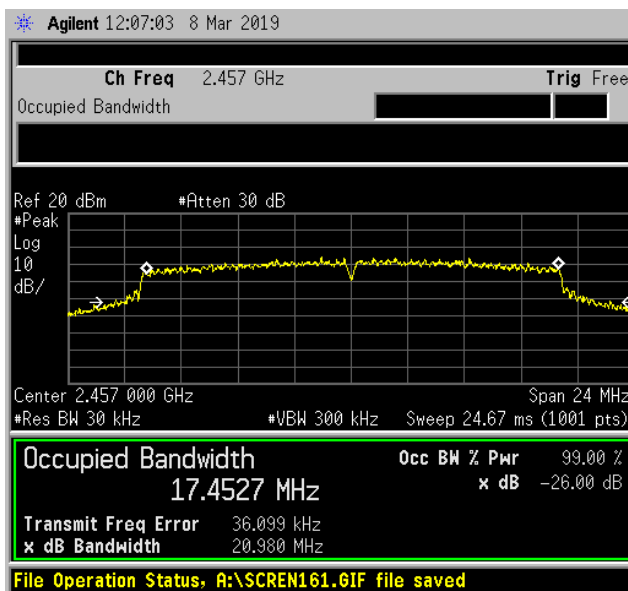 Agilent 12:07:03 8 Mar 2019
Ch Freq 2.457 GHz Trig Free
Occupied Bandwidth
Ref 20 dBm #Atten 30 dB
#Peak
Log
10
dB/
Center 2.457 000 GHz Span 24 MHz
#Res BW 30 kHz #VBW 300 kHz Sweep 24.67 ms (1001 pts)
Occupied Bandwidth Occ BW % Pwr 99.00 %
17.4527 MHz x dB -26.00 dB
Transmit Freq Error 36.099 kHz
x dB Bandwidth 20.980 MHz
File Operation Status, A:\SCREN161.GIF file saved